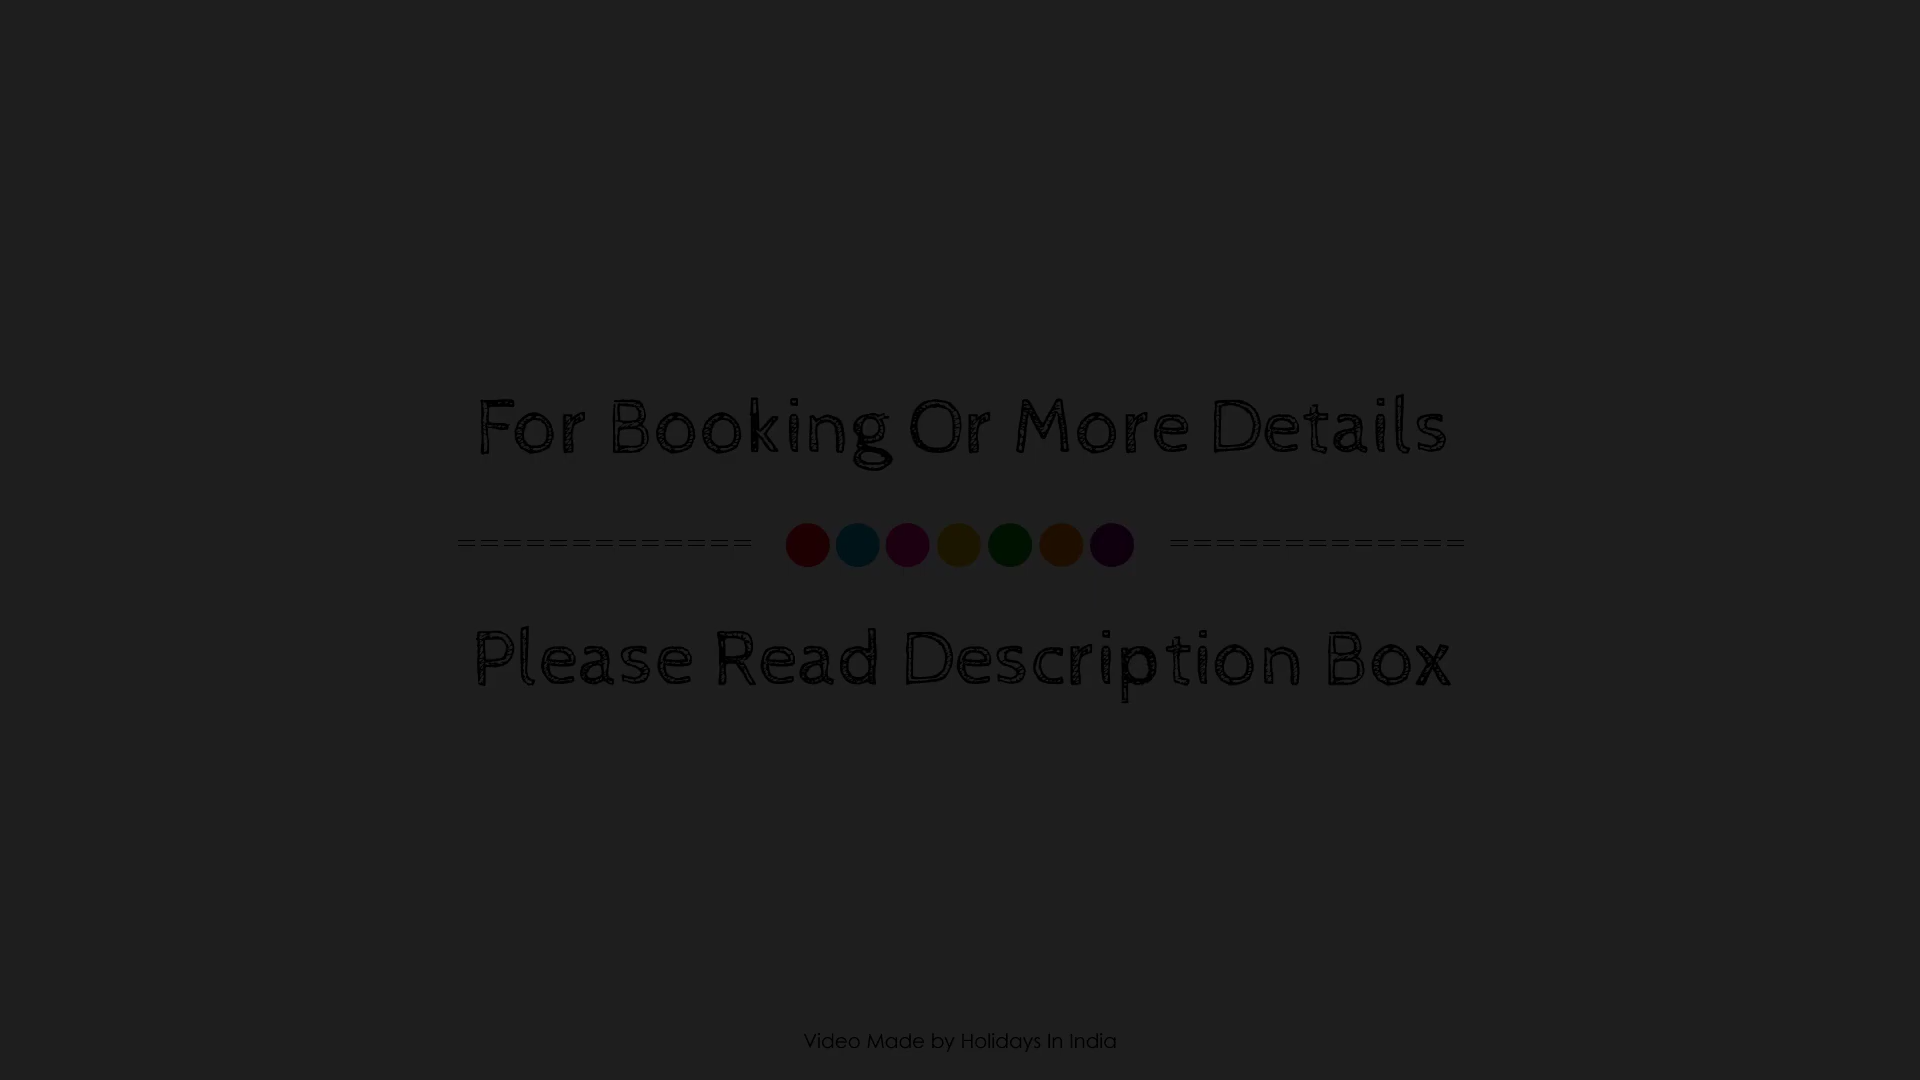 For Booking Or More Details
============= =============
Please Read Description Box
Video Made by Holidays In India